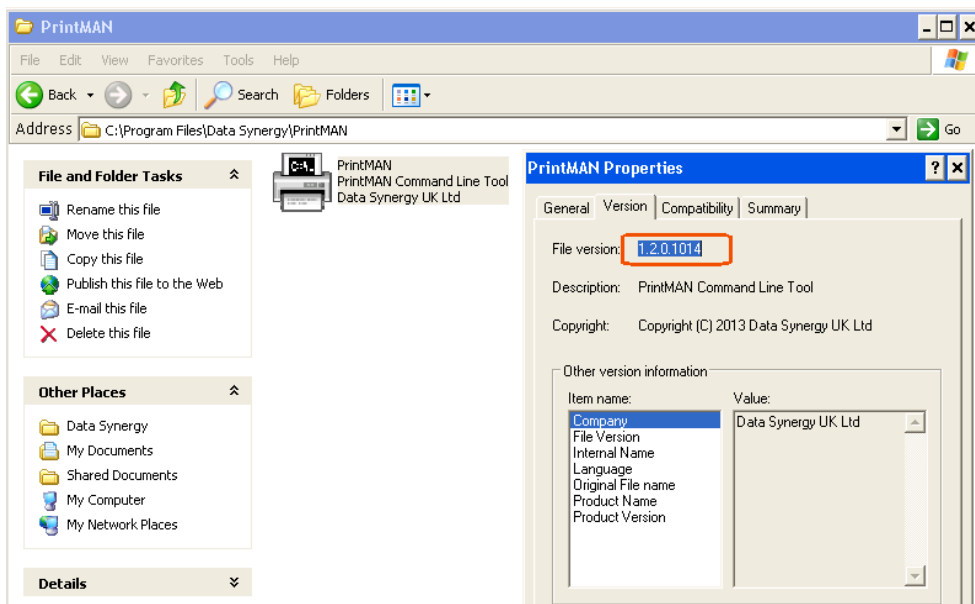 PrintMAN
File Edit View Favorites Tools Help
Back Search Folders
Address C:\Program Files\Data Synergy\PrintMAN Go
File and Folder Tasks
Rename this file
Move this file
Copy this file
Publish this file to the Web
E-mail this file
Delete this file
Other Places
Data Synergy
My Documents
Shared Documents
My Computer
My Network Places
Details
C:\.
PrintMAN
PrintMAN Command Line Tool
Data Synergy UK Ltd
PrintMAN Properties
General Version Compatibility Summary
File version: 1.2.0.1014
Description: PrintMAN Command Line Tool
Copyright: Copyright (C) 2013 Data Synergy UK Ltd
Other version information
Item name: Value:
Company Data Synergy UK Ltd
File Version
Internal Name
Language
Original File name
Product Name
Product Version